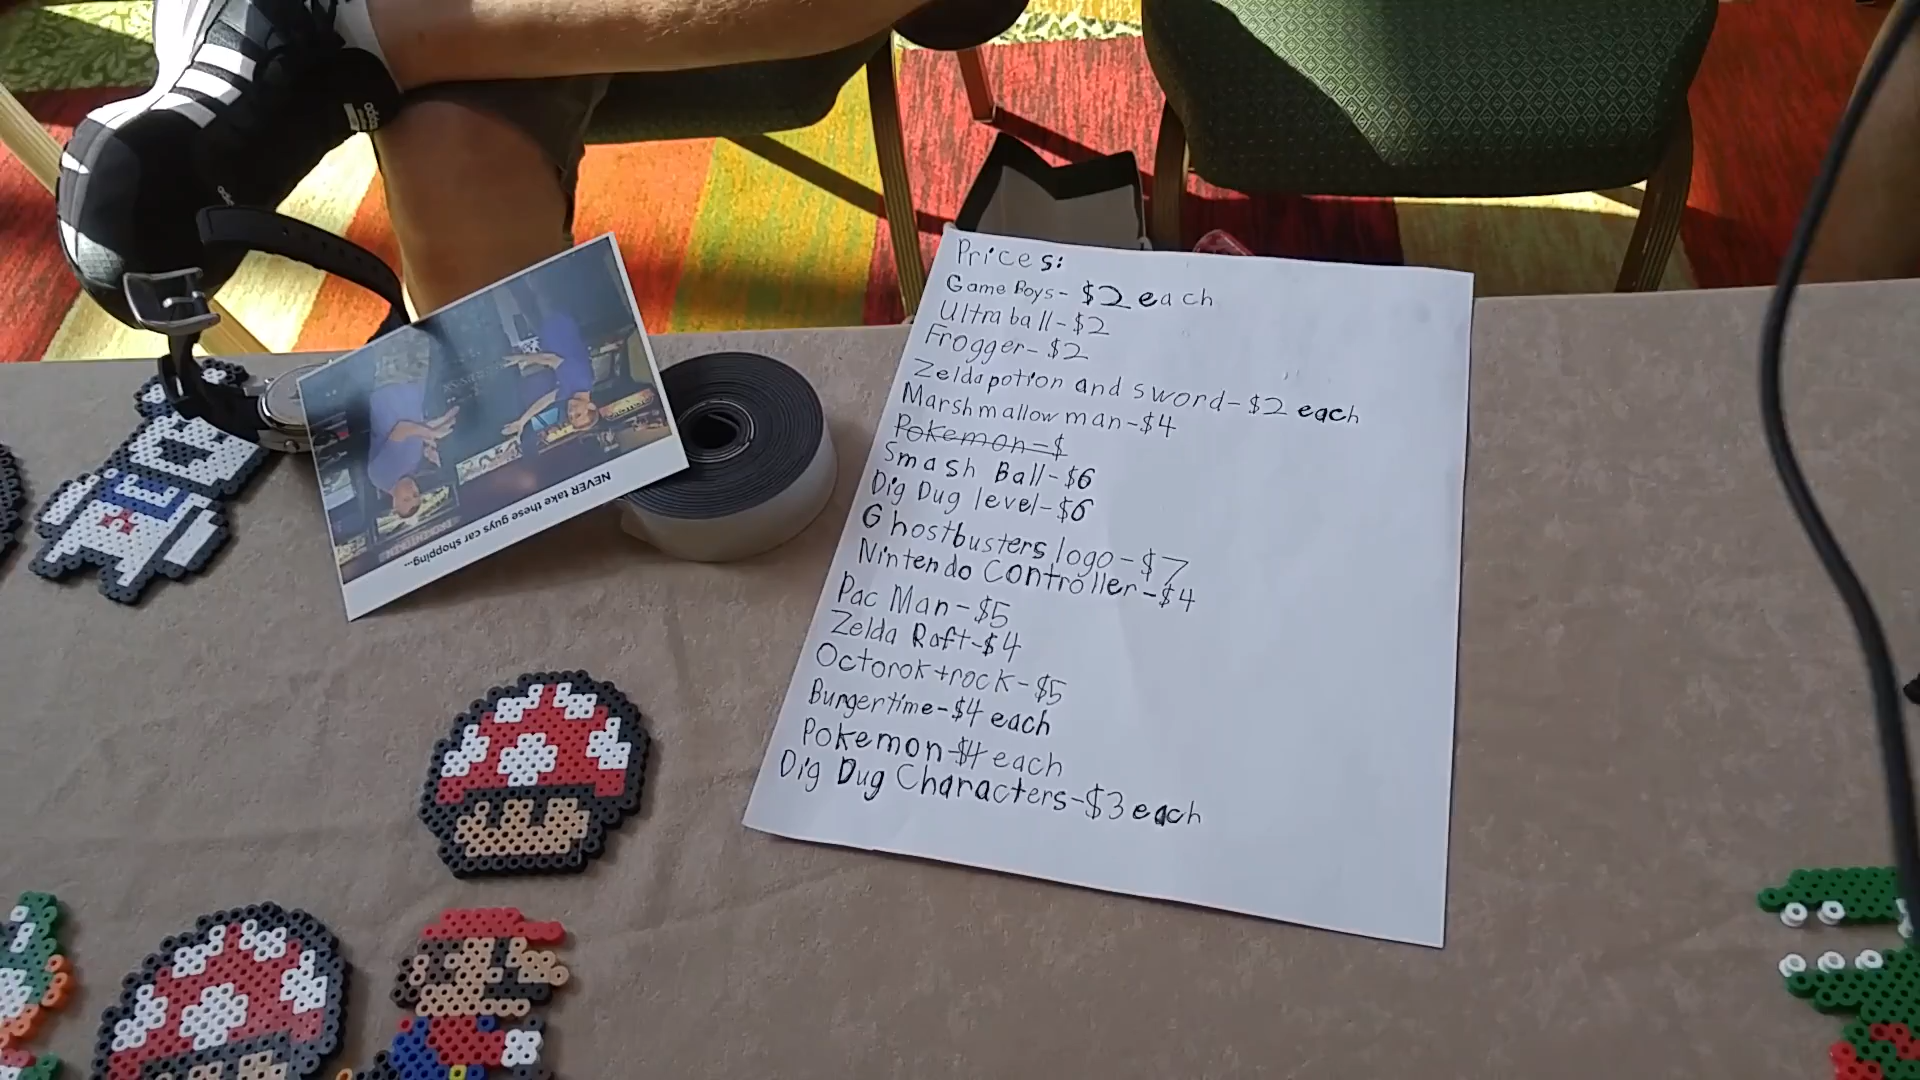 Prices:
Game Boys- $2 each
Ultra ball-$2
Frogger-$2
Zelda potion and sword-$2 each
Marshmallow man-$4
Pokemon=$
Smash Ball-$6
Dig Dug level-$6
Ghostbusters logo-$7
Nintendo Controller-$4
Pac Man-$5
Zelda Raft-$4
Octorok+rock-$5
Burgertime-$4 each
Pokemon-$4 each
Dig Dug Characters-$3 each
NEVER take these guys car shopping...